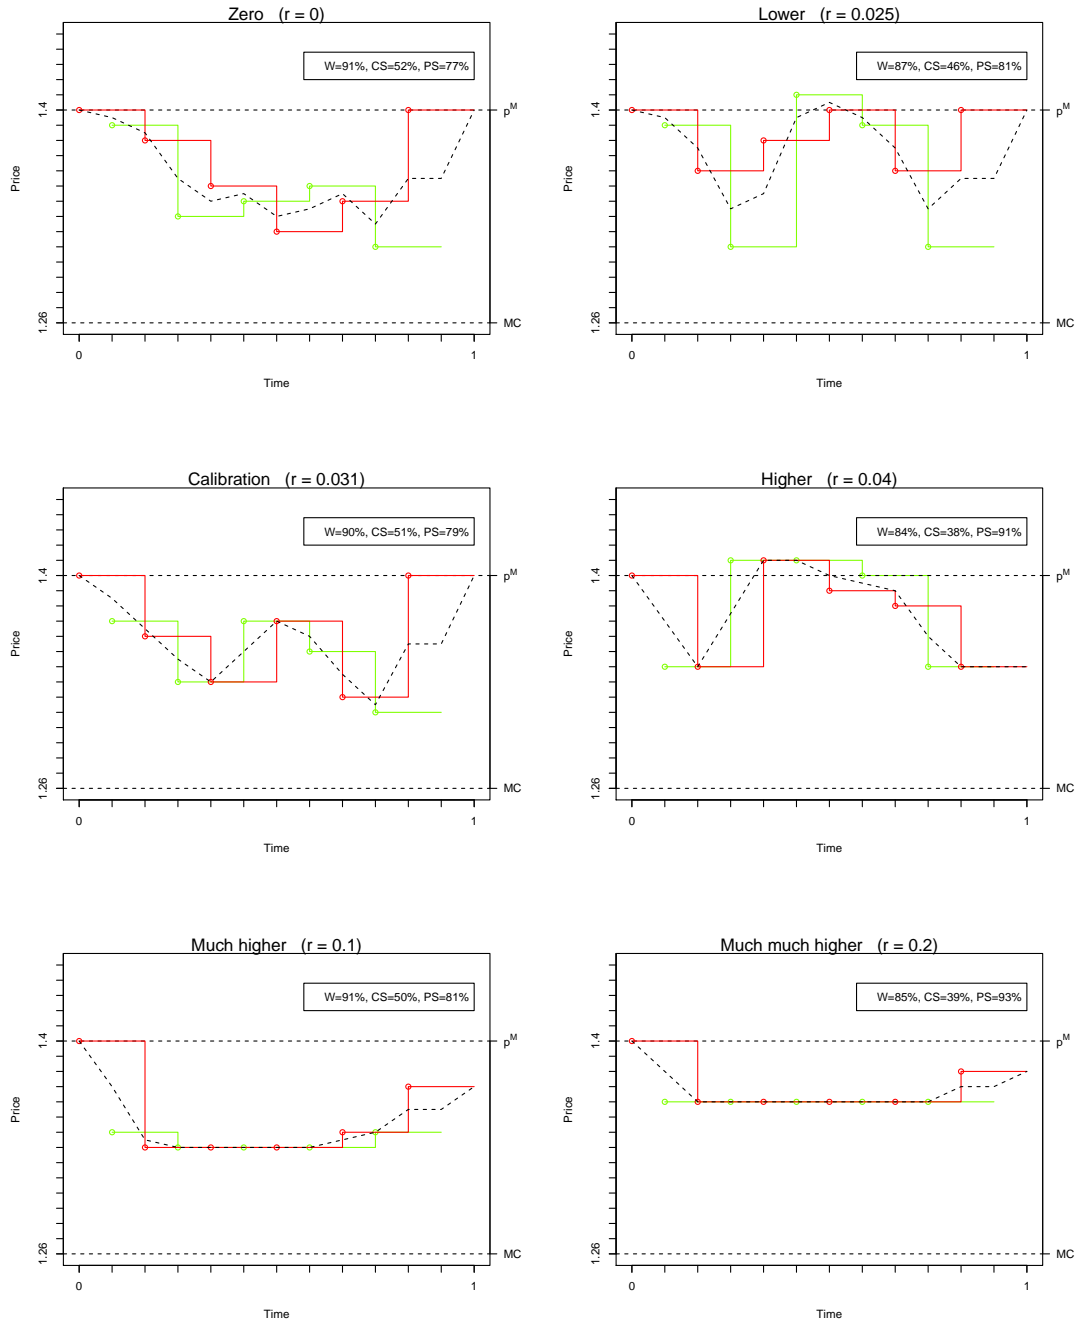 Zero (r = 0)
W=91%, CS=52%, PS=77%
1.4
pM
Price
1.26
MC
0
1
Time
Lower (r = 0.025)
W=87%, CS=46%, PS=81%
1.4
pM
Price
1.26
MC
0
1
Time
Calibration (r = 0.031)
W=90%, CS=51%, PS=79%
1.4
pM
Price
1.26
MC
0
1
Time
Higher (r = 0.04)
W=84%, CS=38%, PS=91%
1.4
pM
Price
1.26
MC
0
1
Time
Much higher (r = 0.1)
W=91%, CS=50%, PS=81%
1.4
pM
Price
1.26
MC
0
1
Time
Much much higher (r = 0.2)
W=85%, CS=39%, PS=93%
1.4
pM
Price
1.26
MC
0
1
Time